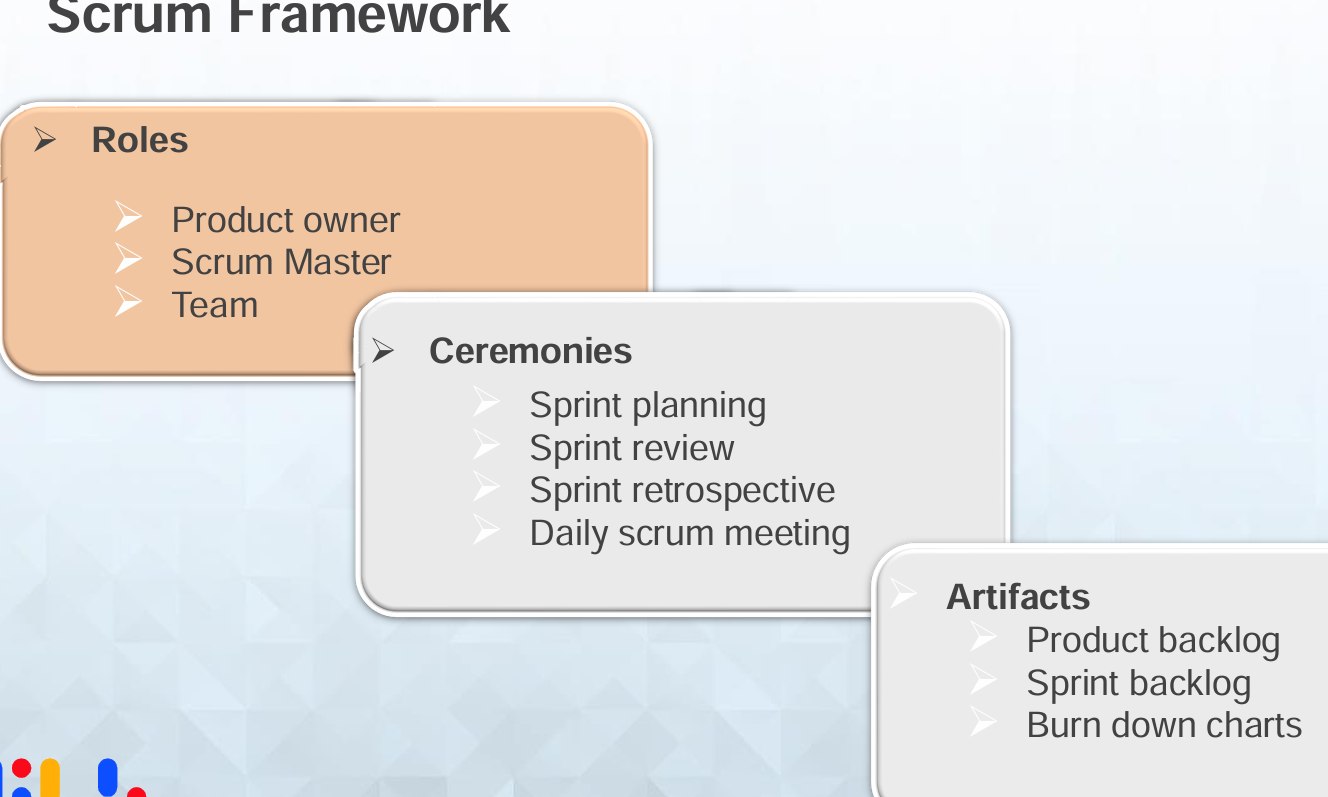 Scrum Framework
Roles
Product owner
Scrum Master
Team
Ceremonies
Sprint planning
Sprint review
Sprint retrospective
Daily scrum meeting
Artifacts
Product backlog
Sprint backlog
Burn down charts